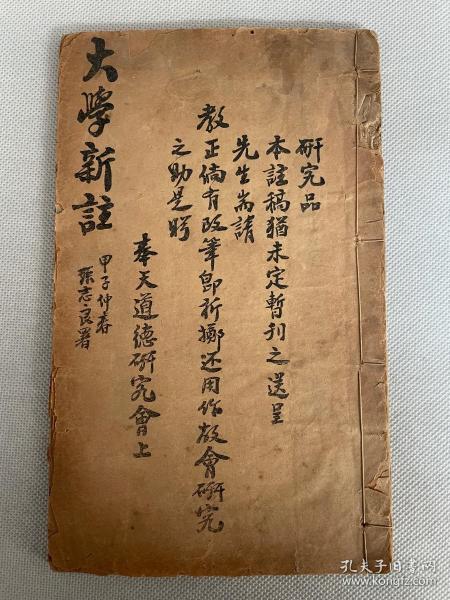 研究品
本註稿猶未定暫刊之送呈
先生耑請
教正倘有改筆即祈擲还用作敝會研究
之助是盼
奉天道德研究會上
大學新註
甲子仲春
張志良署
孔夫子旧书网
www.kongfz.com